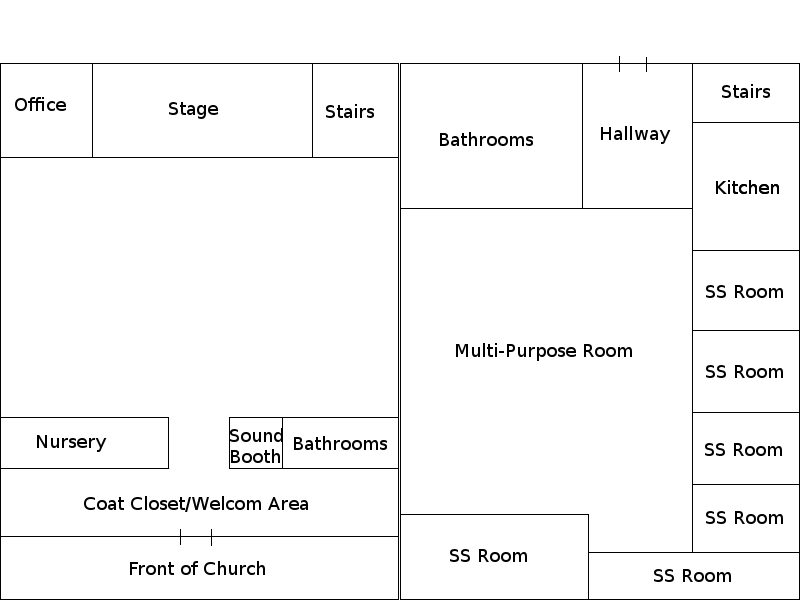 Office
Stage
Stairs
Nursery
Sound
Booth
Bathrooms
Coat Closet/Welcom Area
Front of Church
Bathrooms
Hallway
Stairs
Kitchen
SS Room
SS Room
Multi-Purpose Room
SS Room
SS Room
SS Room
SS Room